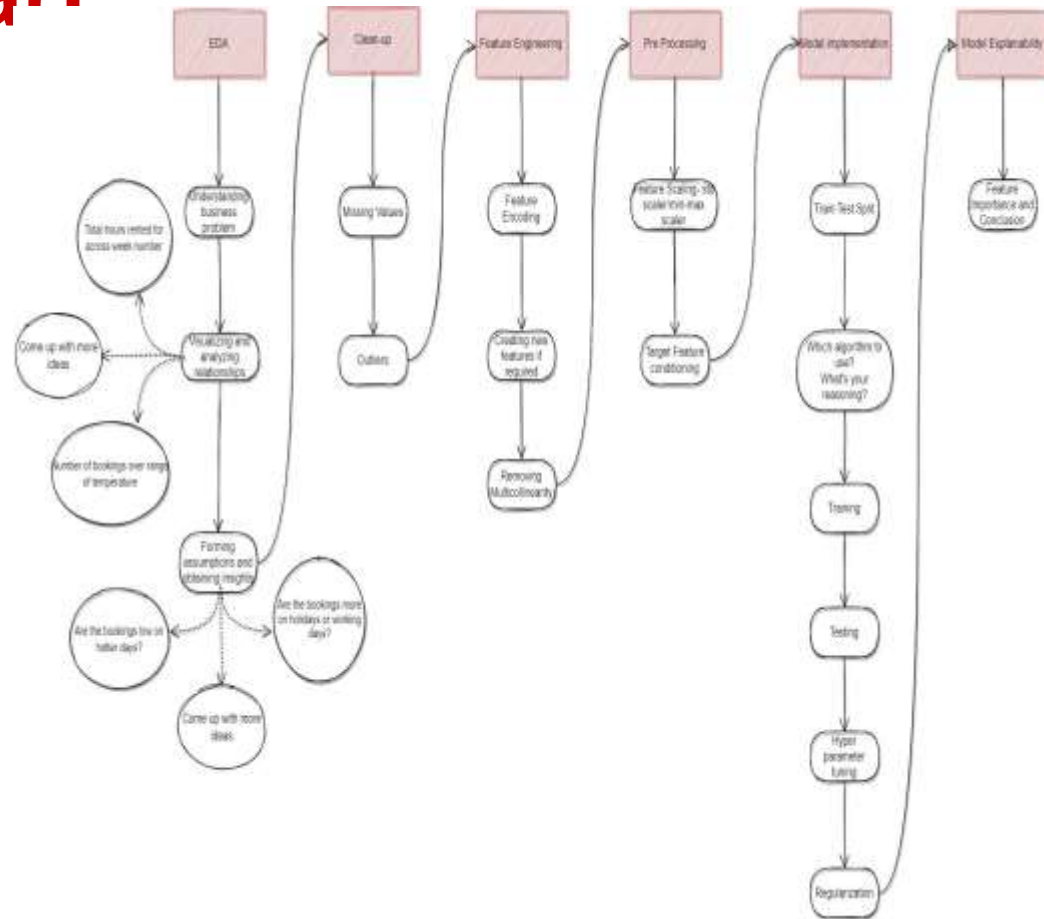 EDA
Clean-up
Feature Engineering
Pre Processing
Model implementation
Model Explainability
Understanding
business
problem
Missing Values
Feature
Encoding
Feature Scaling- std
scaler/min-max
scaler
Train-Test Split
Feature
Importance and
Conclusion
Total hours rented for
across week number
Come up with more
ideas
Visualizing and
analyzing
relationships
Outliers
Creating new
features if
required
Target Feature
conditioning
Which algorithm to
use?
What's your
reasoning?
Number of bookings over range
of temperature
Removing
Multicollinearity
Training
Forming
assumptions and
obtaining insights
Are the bookings low on
hotter days?
Are the bookings more
on holidays or working
days?
Come up with more
ideas
Testing
Hyper
parameter
tuning
Regularization